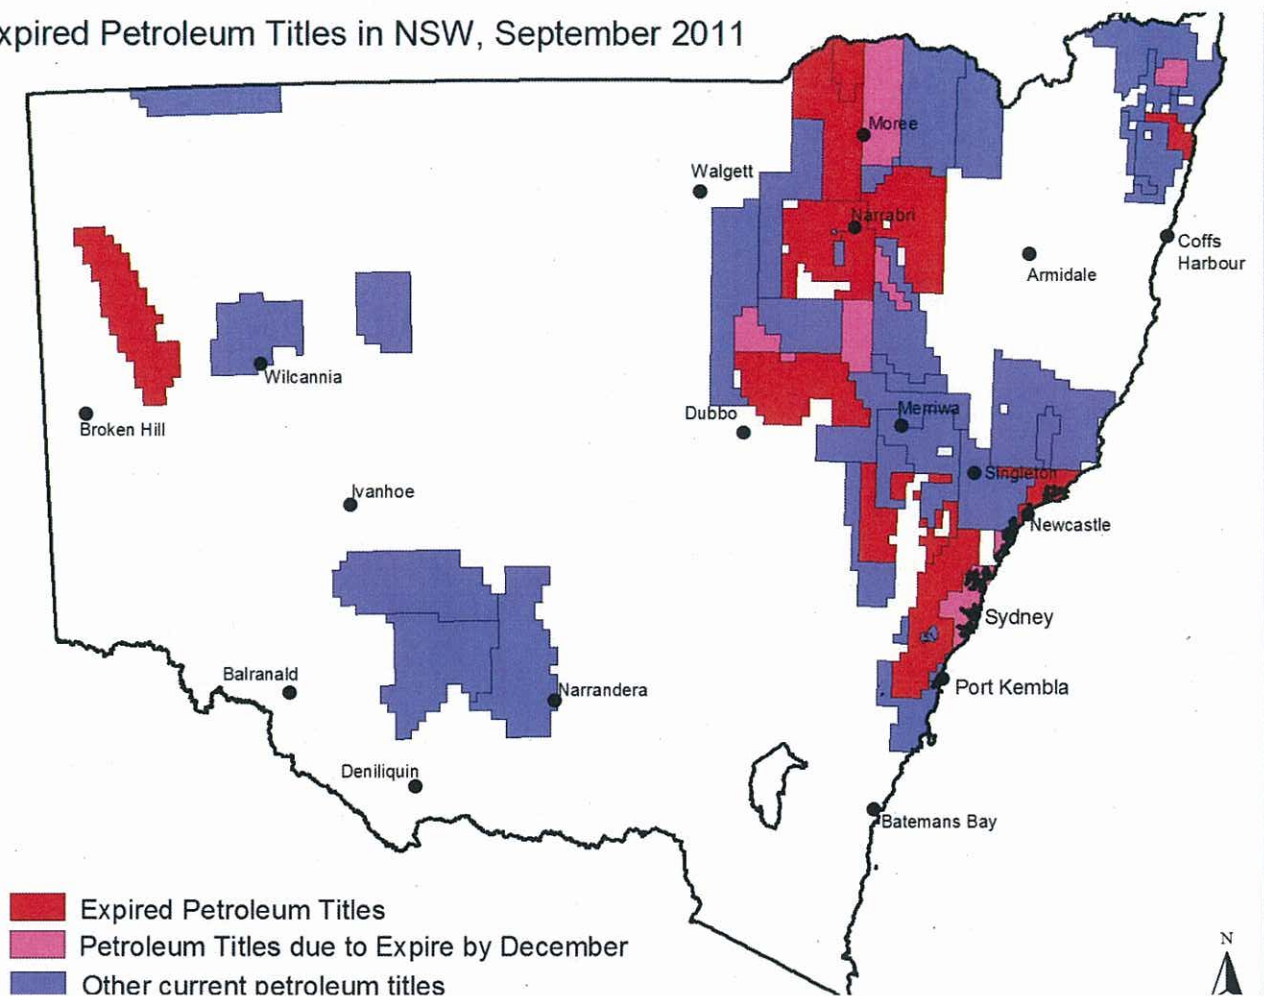 xpired Petroleum Titles in NSW, September 2011
Moree
Walgett
Narrabri
Coffs
Harbour
Armidale
Wilcannia
Broken Hill
Dubbo
Merriwa
Singleton
Ivanhoe
Newcastle
Sydney
Balranald
Narrandera
Port Kembla
Deniliquin
Batemans Bay
Expired Petroleum Titles
Petroleum Titles due to Expire by December
Other current petroleum titles
N